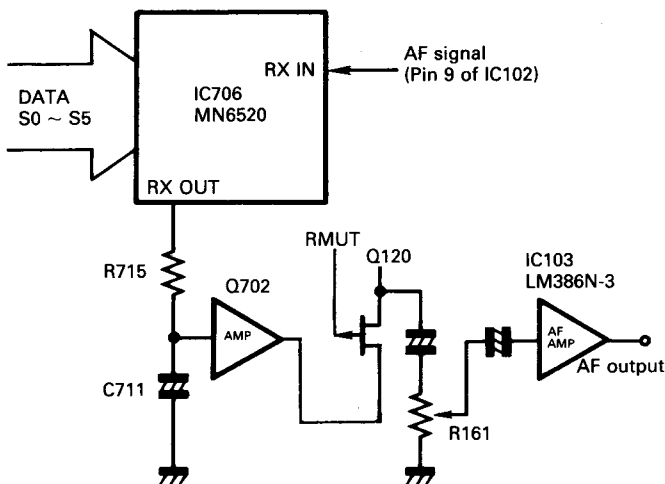 AF signal
(Pin 9 of IC102)
RX IN
IC706
MN6520
DATA
S0 ~ S5
RX OUT
RMUT
Q120
R715
Q702
IC103
LM386N-3
AMP
AF
AMP
AF output
C711
R161